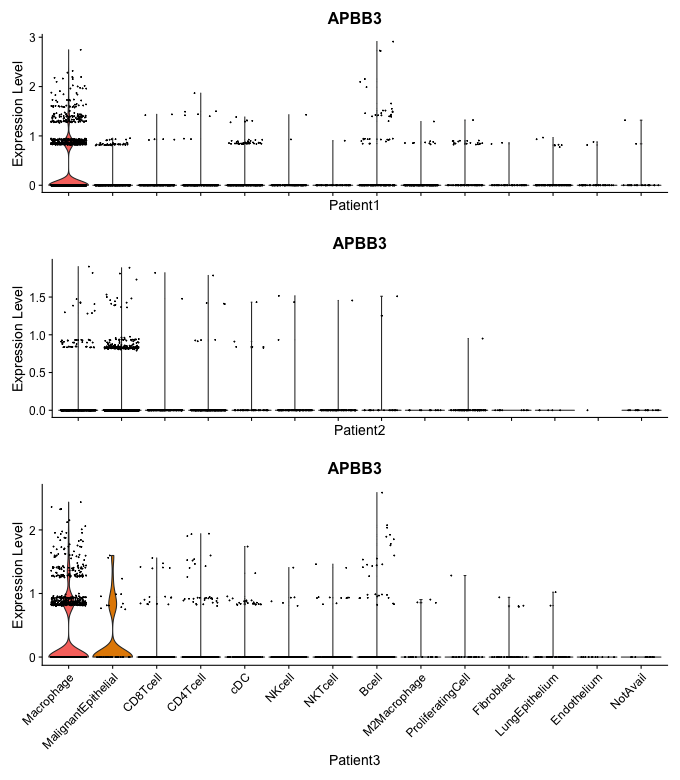 APBB3
Expression Level
3
2
1
0
Patient1
APBB3
Expression Level
1.5
1.0
0.5
0.0
Patient2
APBB3
Expression Level
2
1
0
Macrophage
MalignantEpithelial
CD8Tcell
CD4Tcell
cDC
NKcell
NKTcell
Bcell
M2Macrophage
ProliferatingCell
Fibroblast
LungEpithelium
Endothelium
NotAvail
Patient3